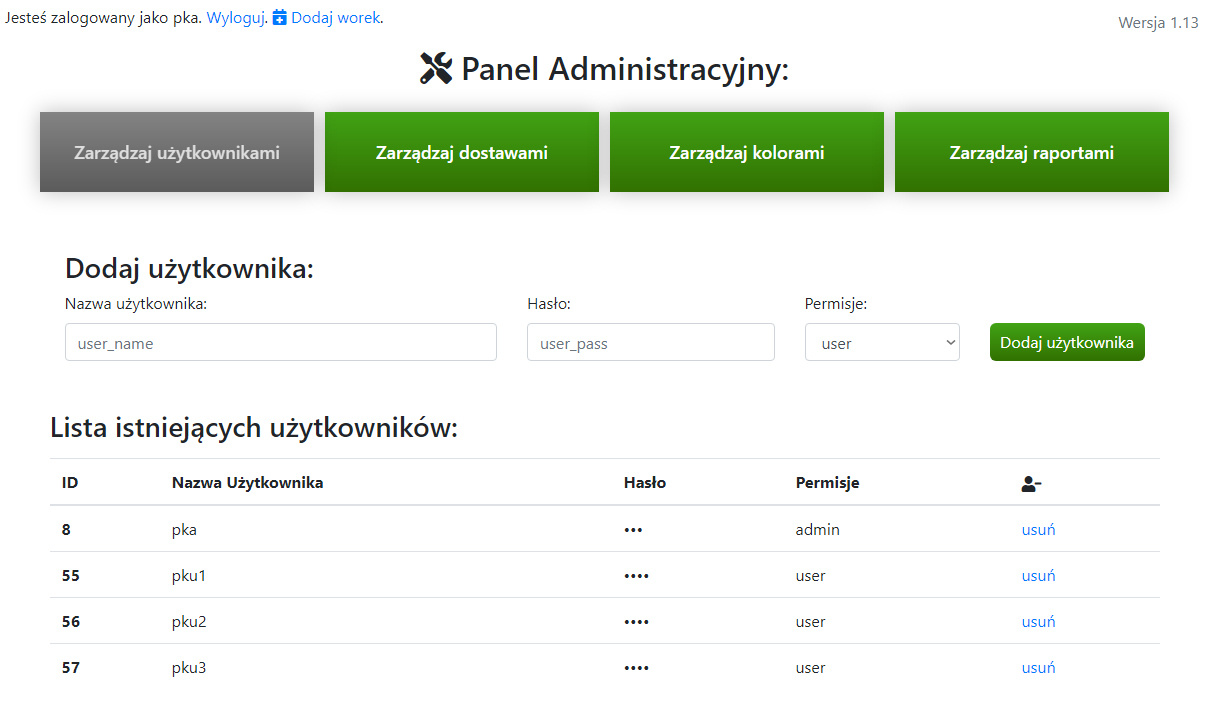 Jesteś zalogowany jako pka. Wyloguj. Dodaj worek.
Wersja 1.13
Panel Administracyjny:
Zarządzaj użytkownikami
Zarządzaj dostawami
Zarządzaj kolorami
Zarządzaj raportami
Dodaj użytkownika:
Nazwa użytkownika: Hasło: Permisje:
user_name user_pass user Dodaj użytkownika
Lista istniejących użytkowników:
ID Nazwa Użytkownika Hasło Permisje
8 pka ••• admin usuń
55 pku1 •••• user usuń
56 pku2 •••• user usuń
57 pku3 •••• user usuń